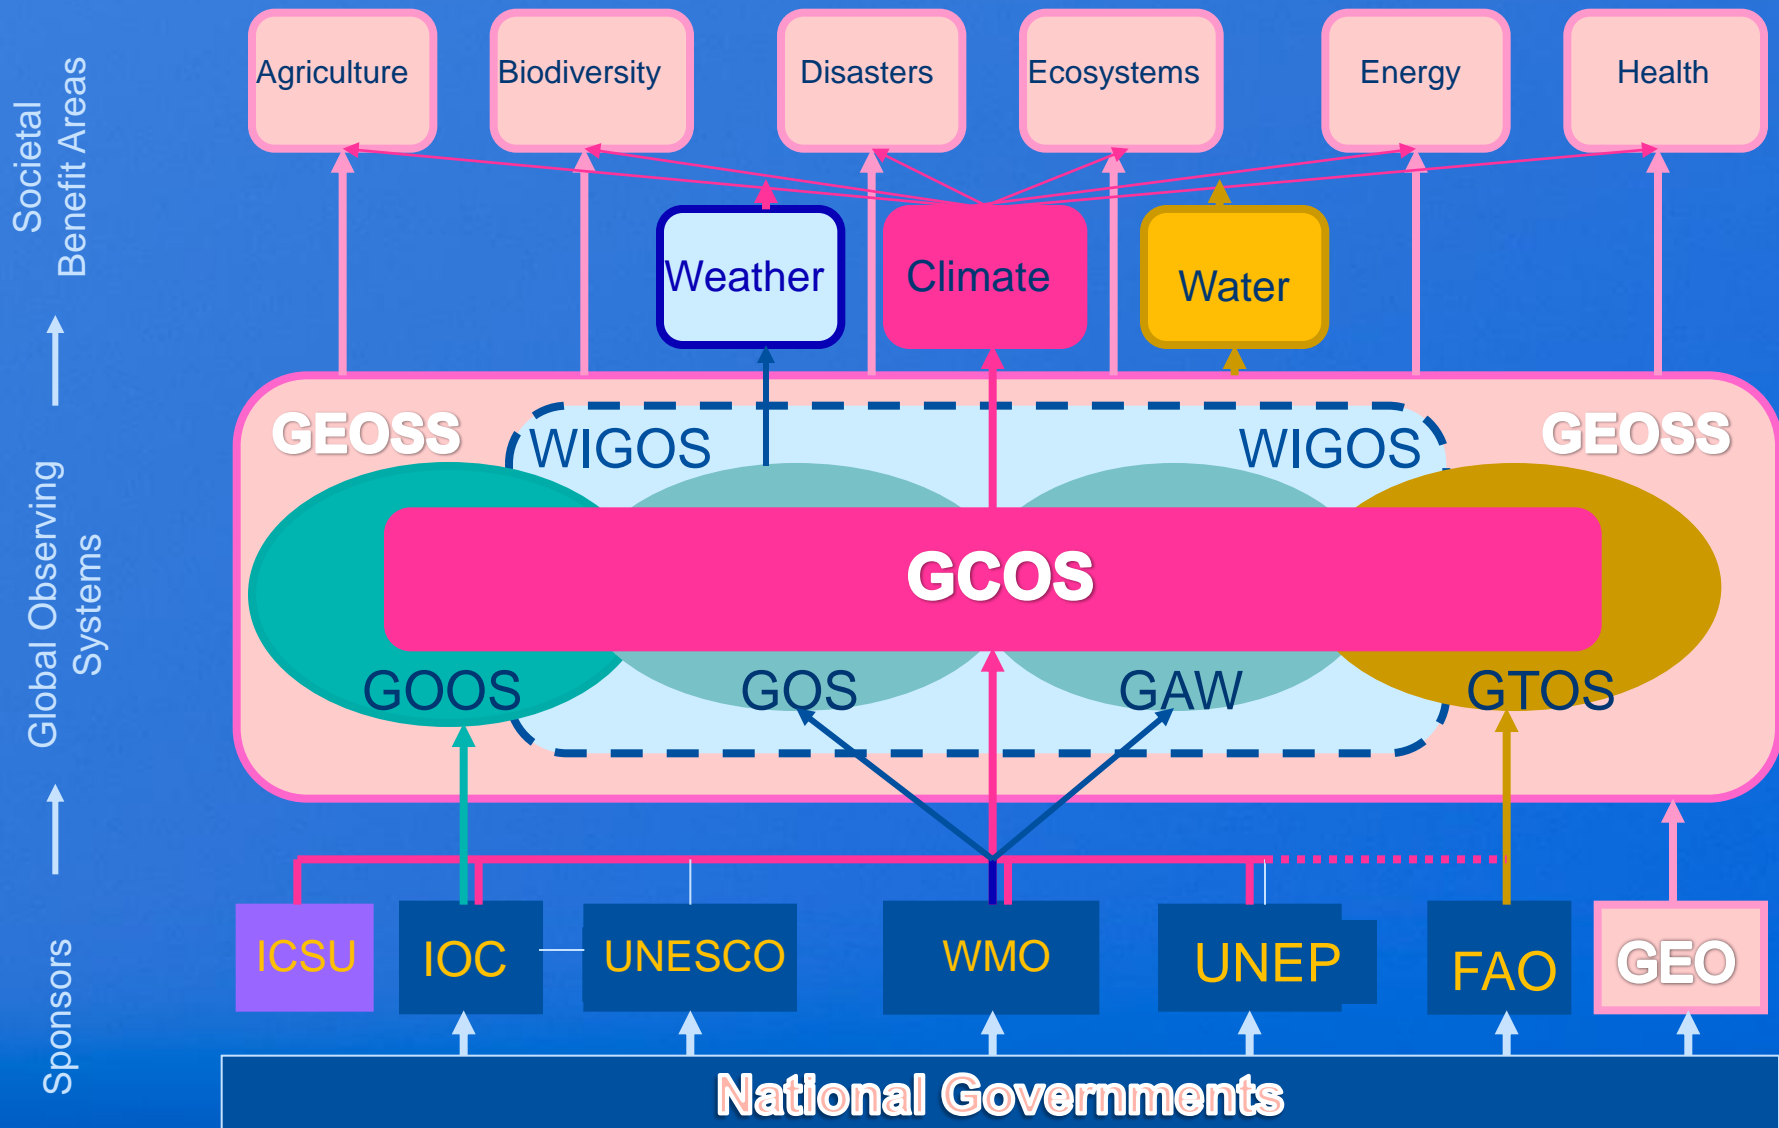 Societal
Benefit Areas
Agriculture
Biodiversity
Disasters
Ecosystems
Energy
Health
Weather
Climate
Water
Global Observing
Systems
GEOSS
WIGOS
WIGOS
GEOSS
GCOS
GOOS
GOS
GAW
GTOS
Sponsors
ICSU
IOC
UNESCO
WMO
UNEP
FAO
GEO
National Governments